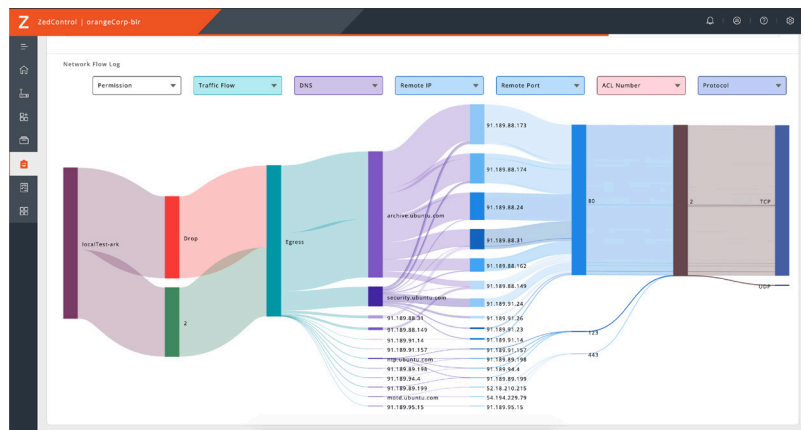 Z ZedControl | orangeCorp-blr
Network Flow Log
Permission
Traffic Flow
DNS
Remote IP
Remote Port
ACL Number
Protocol
localTest-ark
Drop
2
Egress
archive.ubuntu.com
security.ubuntu.com
91.189.88.31
91.189.88.149
91.189.91.14
91.189.91.157
ntp.ubuntu.com
91.189.89.198
91.189.94.4
91.189.89.199
motd.ubuntu.com
91.189.95.15
91.189.88.173
91.189.88.174
91.189.88.24
91.189.88.31
91.189.88.162
91.189.88.149
91.189.91.24
91.189.91.26
91.189.91.23
91.189.91.14
91.189.91.157
91.189.89.198
91.189.94.4
91.189.89.199
52.18.210.215
54.194.229.79
91.189.95.15
80
123
443
2
TCP
UDP